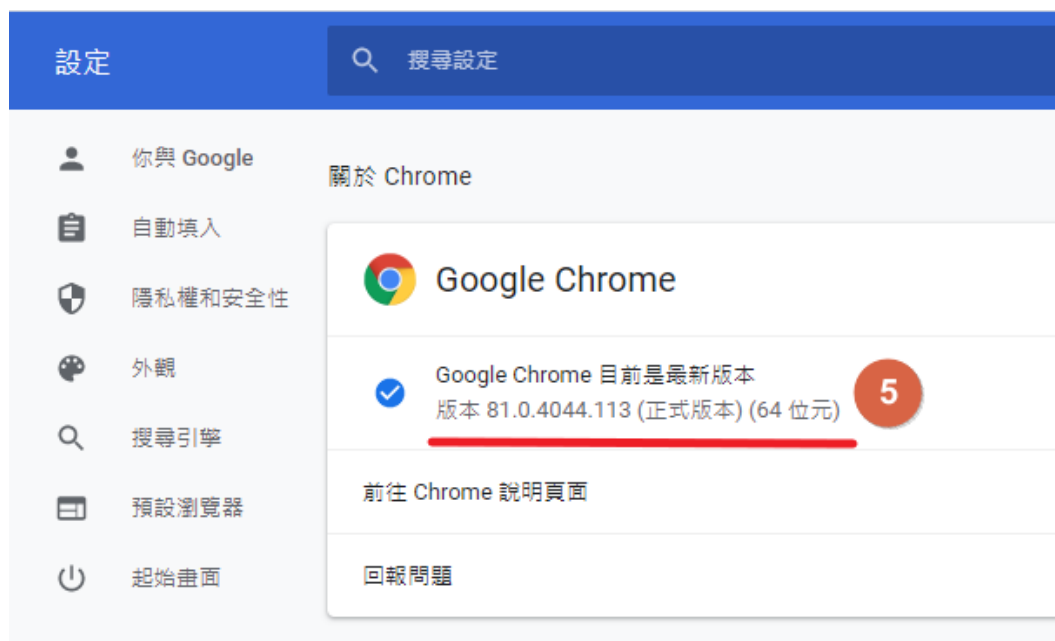 設定
搜尋設定
你與 Google
自動填入
隱私權和安全性
外觀
搜尋引擎
預設瀏覽器
起始畫面
關於 Chrome
Google Chrome
Google Chrome 目前是最新版本
版本 81.0.4044.113 (正式版本) (64 位元)
5
前往 Chrome 說明頁面
回報問題